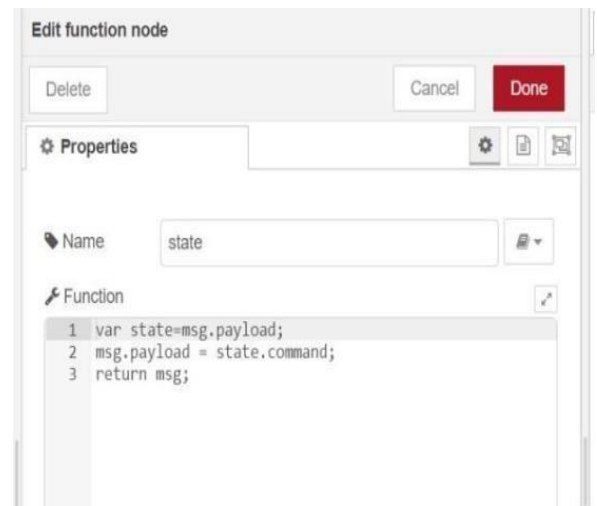 Edit function node
Delete
Cancel
Done
Properties
Name
state
Function
1 var state=msg.payload;
2 msg.payload = state.command;
3 return msg;